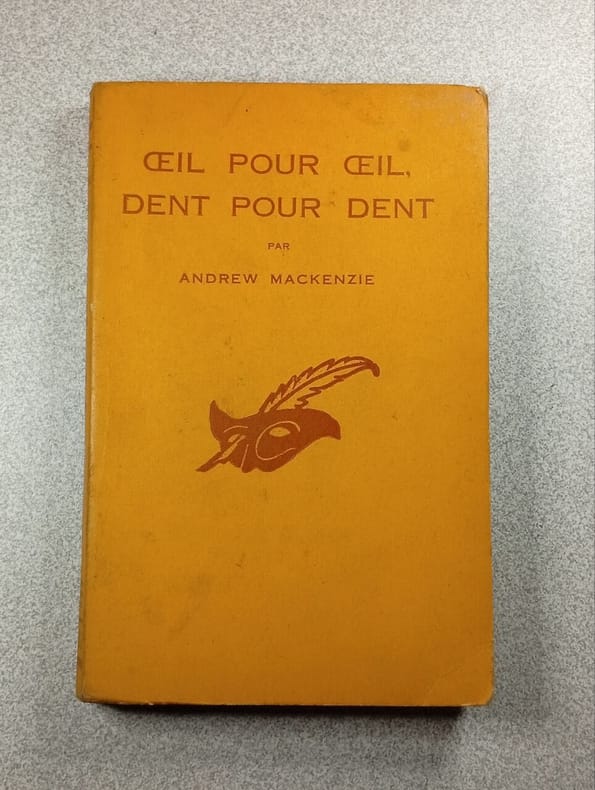 ŒIL POUR ŒIL,
DENT POUR DENT
PAR
ANDREW MACKENZIE